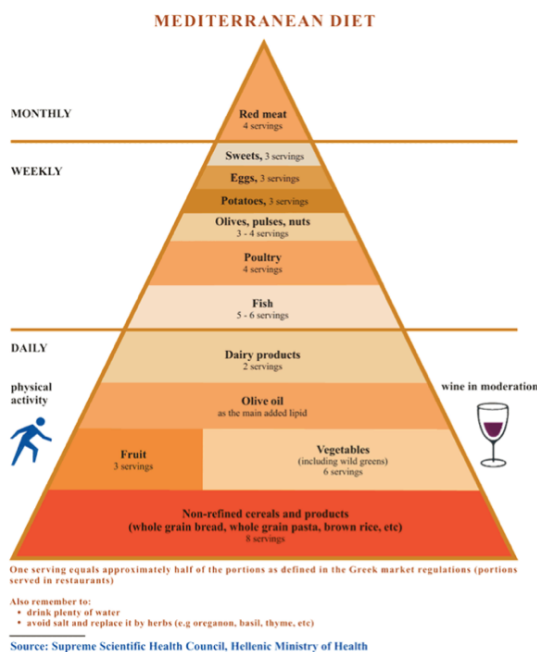 MEDITERRANEAN DIET
MONTHLY
Red meat
4 servings
WEEKLY
Sweets, 3 servings
Eggs, 3 servings
Potatoes, 3 servings
Olives, pulses, nuts
3 - 4 servings
Poultry
4 servings
Fish
5 - 6 servings
DAILY
Dairy products
2 servings
physical
activity
wine in moderation
Olive oil
as the main added lipid
Fruit
3 servings
Vegetables
(including wild greens)
6 servings
Non-refined cereals and products
(whole grain bread, whole grain pasta, brown rice, etc)
8 servings
One serving equals approximately half of the portions as defined in the Greek market regulations (portions
served in restaurants)
Also remember to:
• drink plenty of water
• avoid salt and replace it by herbs (e.g oreganon, basil, thyme, etc)
Source: Supreme Scientific Health Council, Hellenic Ministry of Health